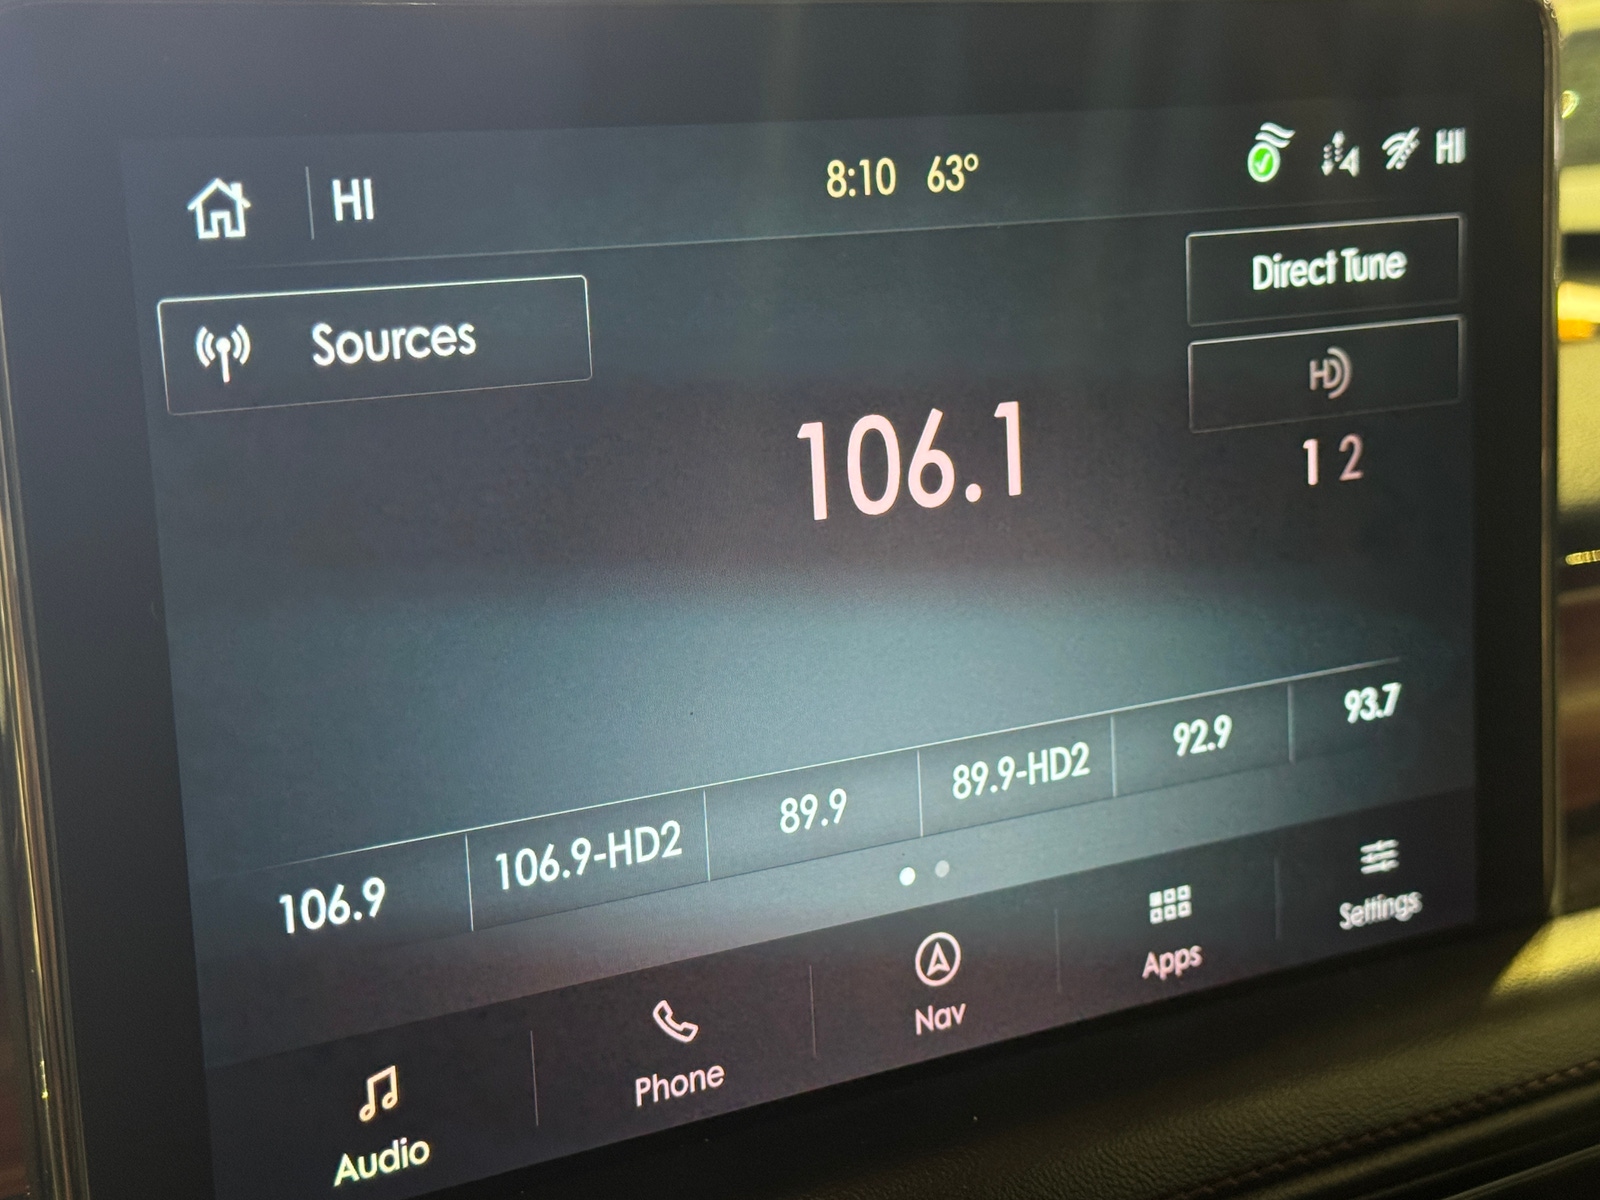 HI
8:10 63°
4
HI
Sources
Direct Tune
HD
106.1
1 2
106.9
106.9-HD2
89.9
89.9-HD2
92.9
93.7
Audio
Phone
Nav
Apps
Settings